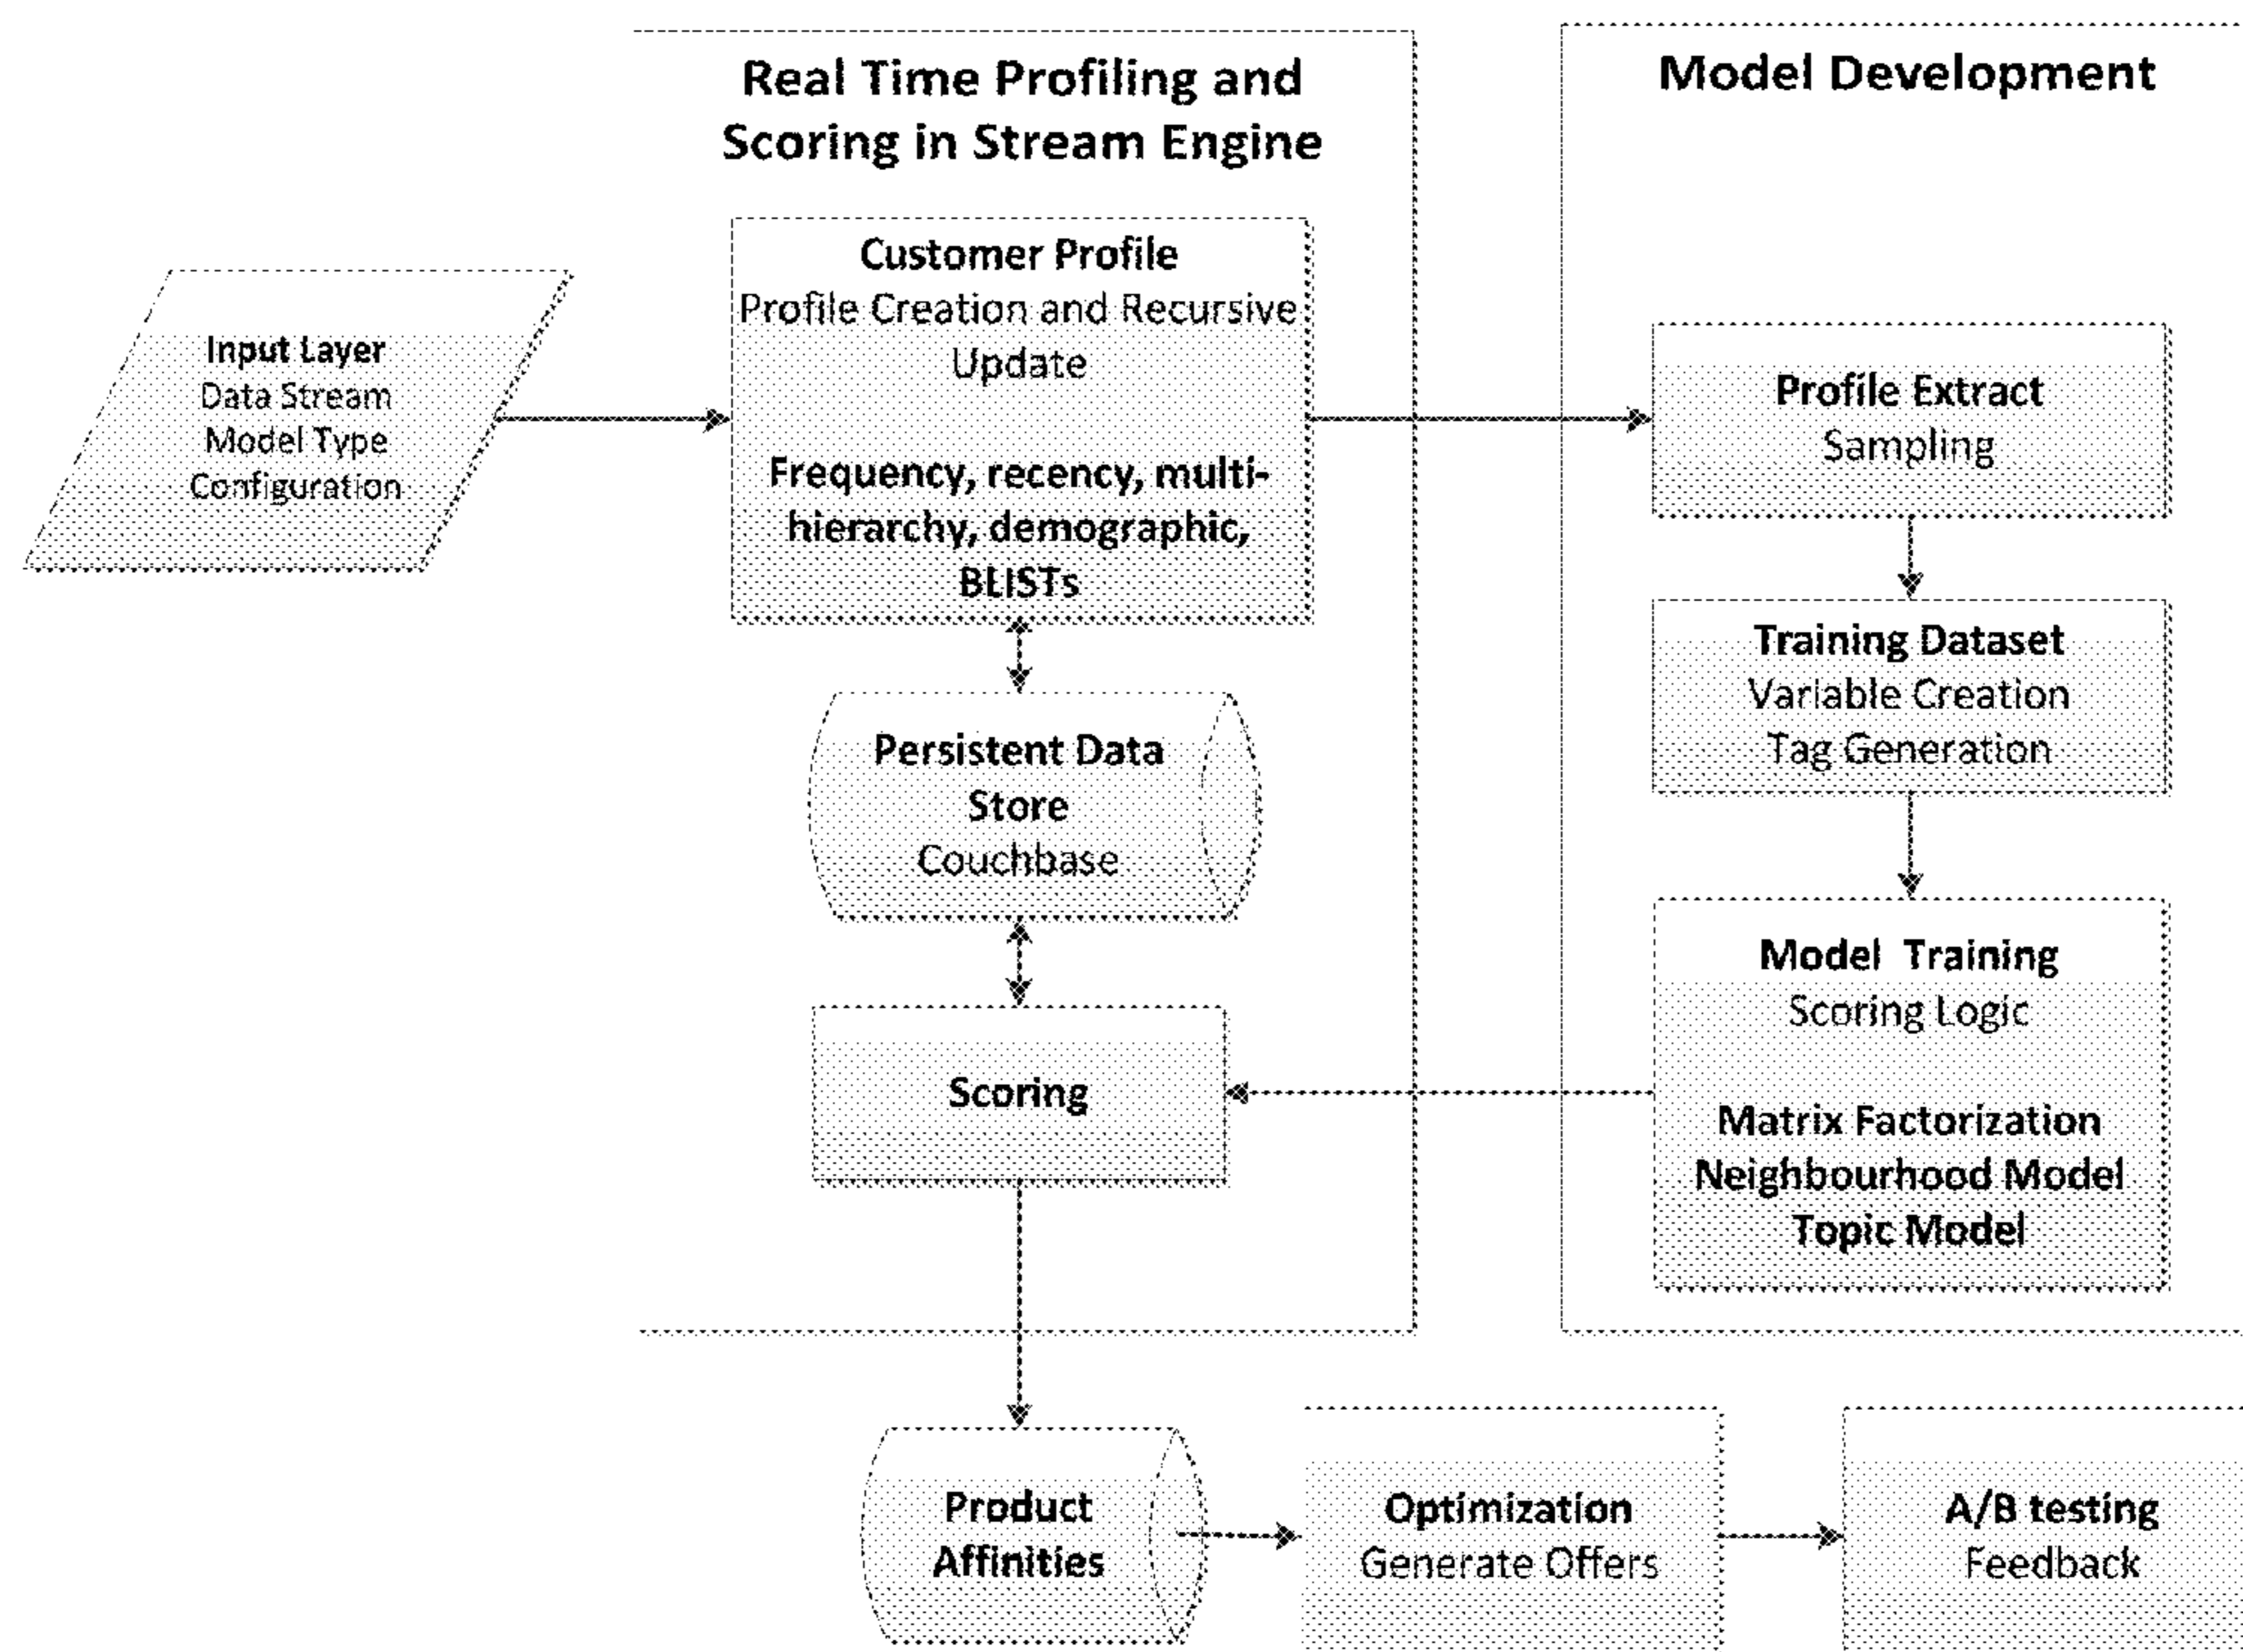 Real Time Profiling and
Scoring in Stream Engine
Model Development
Input Layer
Data Stream
Model Type
Configuration
Customer Profile
Profile Creation and Recursive
Update
Frequency, recency, multi-
hierarchy, demographic,
BLISTs
Profile Extract
Sampling
Training Dataset
Variable Creation
Tag Generation
Persistent Data
Store
Couchbase
Model Training
Scoring Logic
Matrix Factorization
Neighbourhood Model
Topic Model
Scoring
Product
Affinities
Optimization
Generate Offers
A/B testing
Feedback